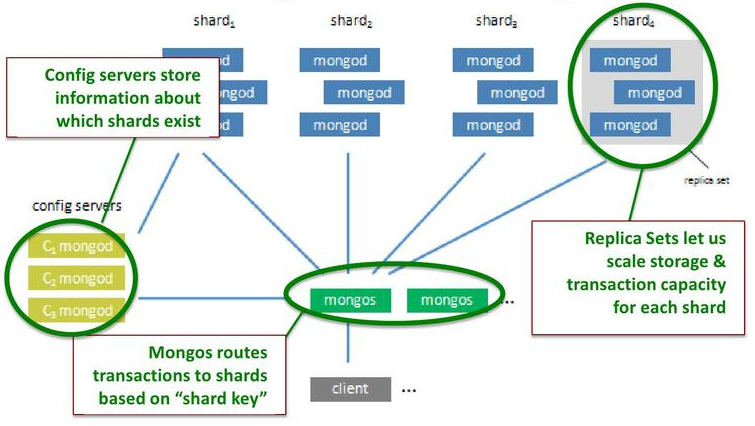 shard₁
shard₂
shard₃
shard₄
Config servers store
information about
which shards exist
od
ngod
d
mongod
mongod
mongod
mongod
mongod
mongod
mongod
mongod
mongod
replica set
config servers
C₁ mongod
C₂ mongod
C₃ mongod
Replica Sets let us
scale storage &
transaction capacity
for each shard
mongos
mongos
...
Mongos routes
transactions to shards
based on “shard key”
client
...